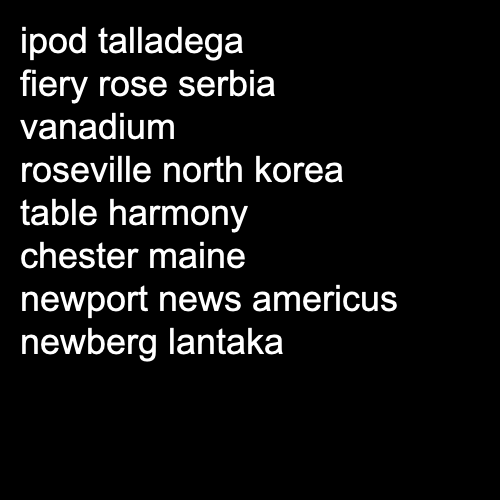 ipod talladega
fiery rose serbia
vanadium
roseville north korea
table harmony
chester maine
newport news americus
newberg lantaka